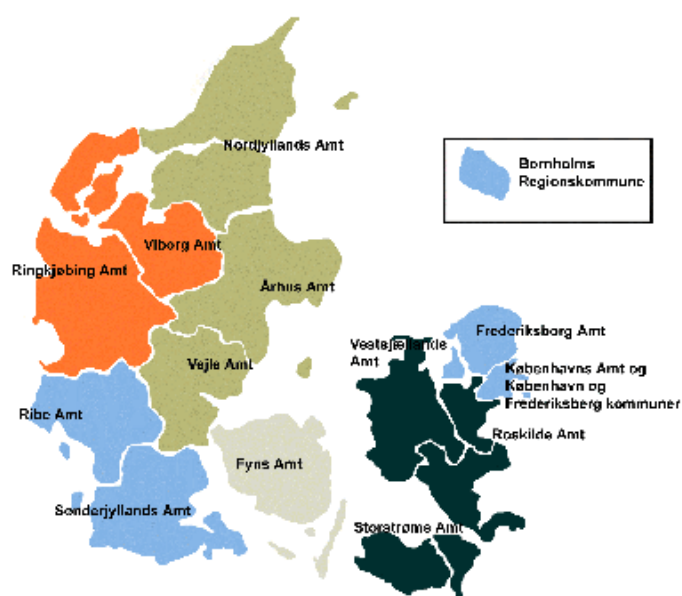 Nordjyllands Amt
Bornholms
Regionskommune
Viborg Amt
Ringkjøbing Amt
Århus Amt
Frederiksborg Amt
Vestsjællands
Amt
Vejle Amt
Københavns Amt og
København og
Frederiksberg kommuner
Ribe Amt
Roskilde Amt
Fyns Amt
Sønderjyllands Amt
Storstrøms Amt